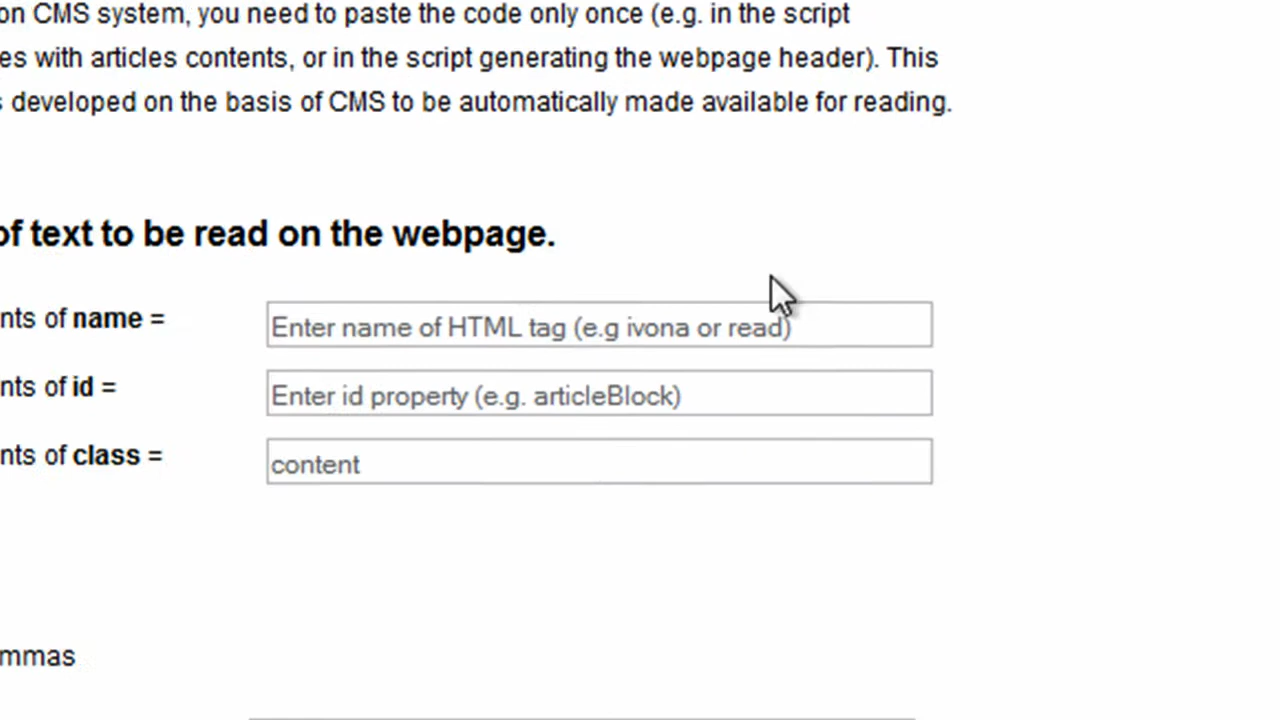 on CMS system, you need to paste the code only once (e.g. in the script
es with articles contents, or in the script generating the webpage header). This
s developed on the basis of CMS to be automatically made available for reading.
of text to be read on the webpage.
nts of name =
Enter name of HTML tag (e.g ivona or read)
nts of id =
Enter id property (e.g. articleBlock)
nts of class =
content
mmas